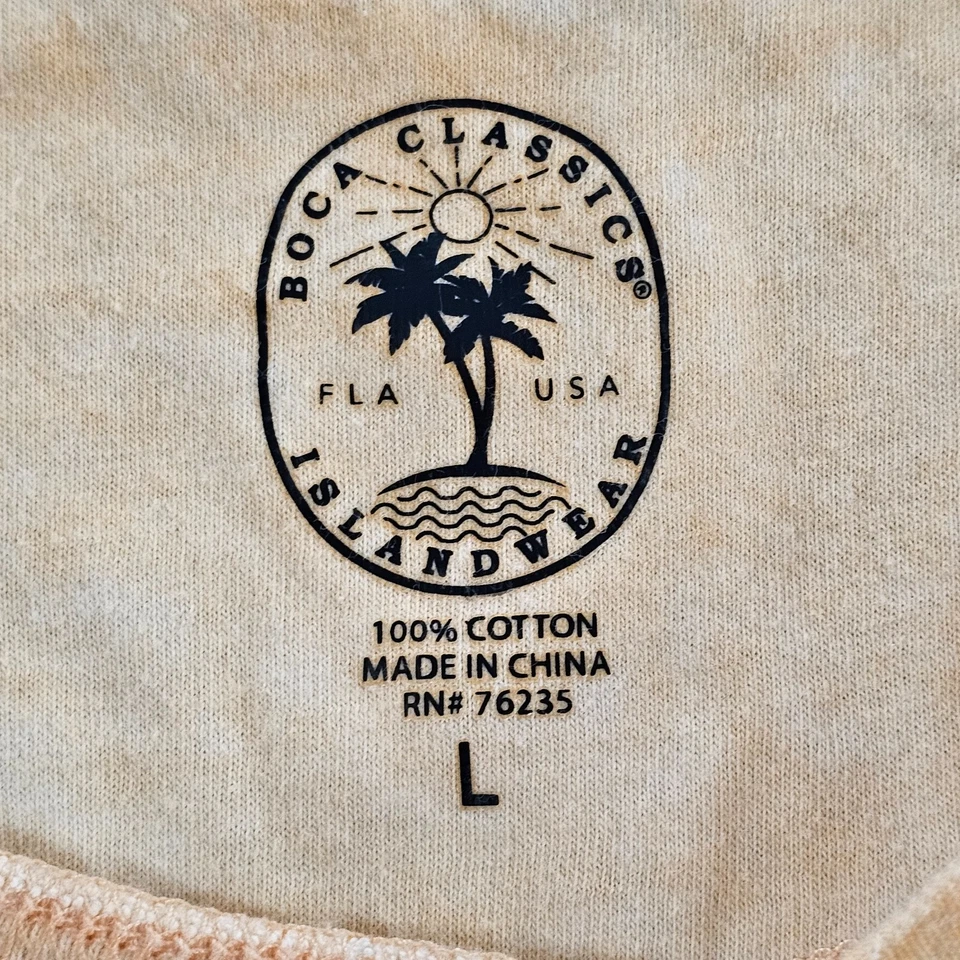 BOCA CLASSICS®
FLA USA
ISLANDWEAR
100% COTTON
MADE IN CHINA
RN# 76235
L